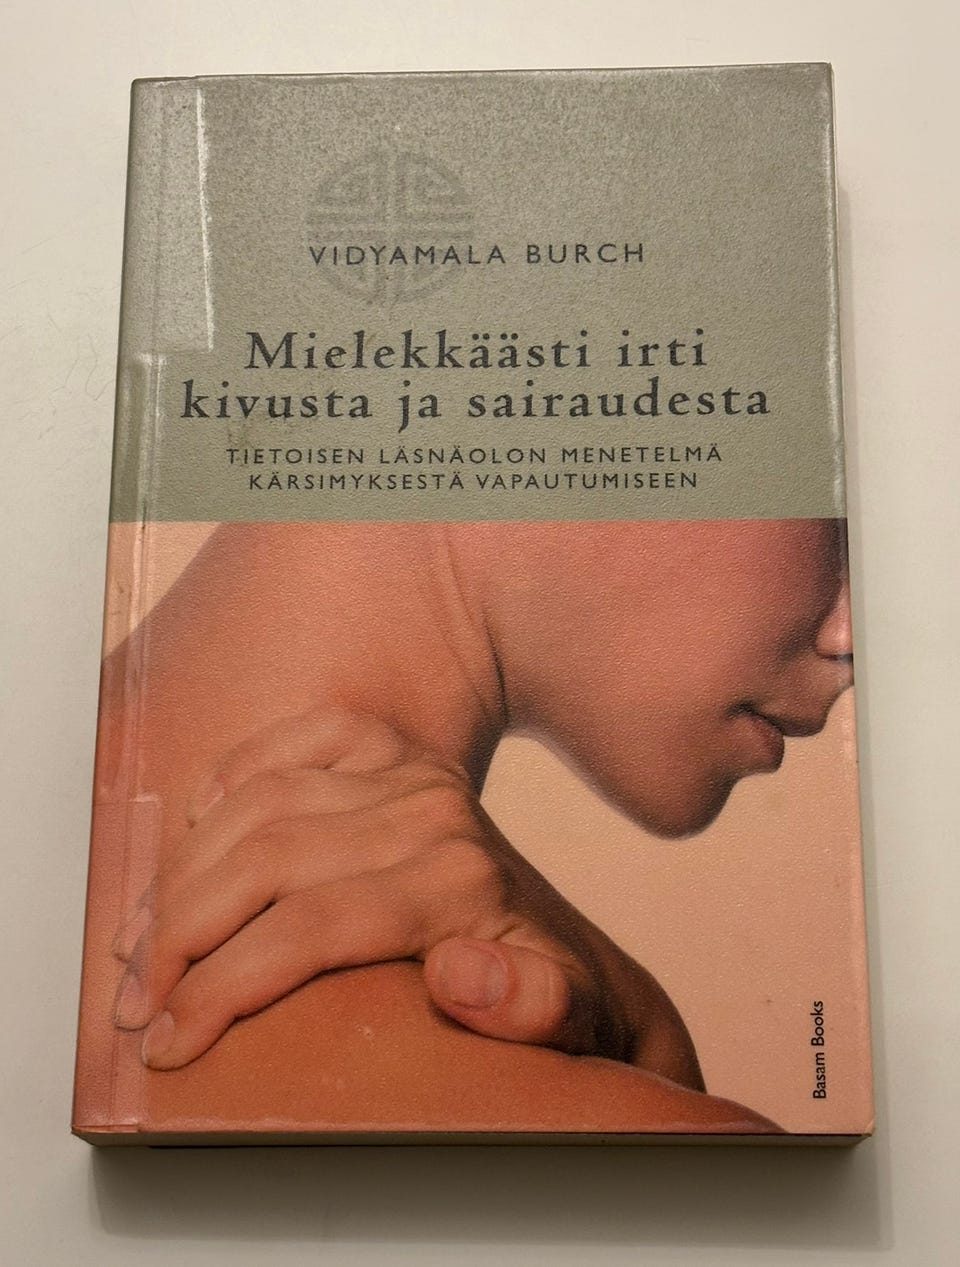 VIDYAMALA BURCH
Mielekkäästi irti
kivusta ja sairaudesta
TIETOISEN LÄSNÄOLON MENETELMÄ
KÄRSIMYKSESTÄ VAPAUTUMISEEN
Basam Books